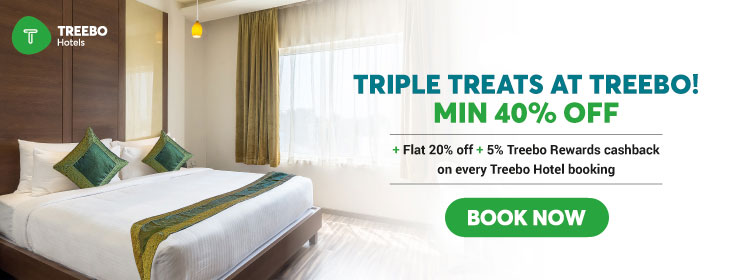 TREEBO
Hotels
TRIPLE TREATS AT TREEBO!
MIN 40% OFF
+ Flat 20% off + 5% Treebo Rewards cashback
on every Treebo Hotel booking
BOOK NOW